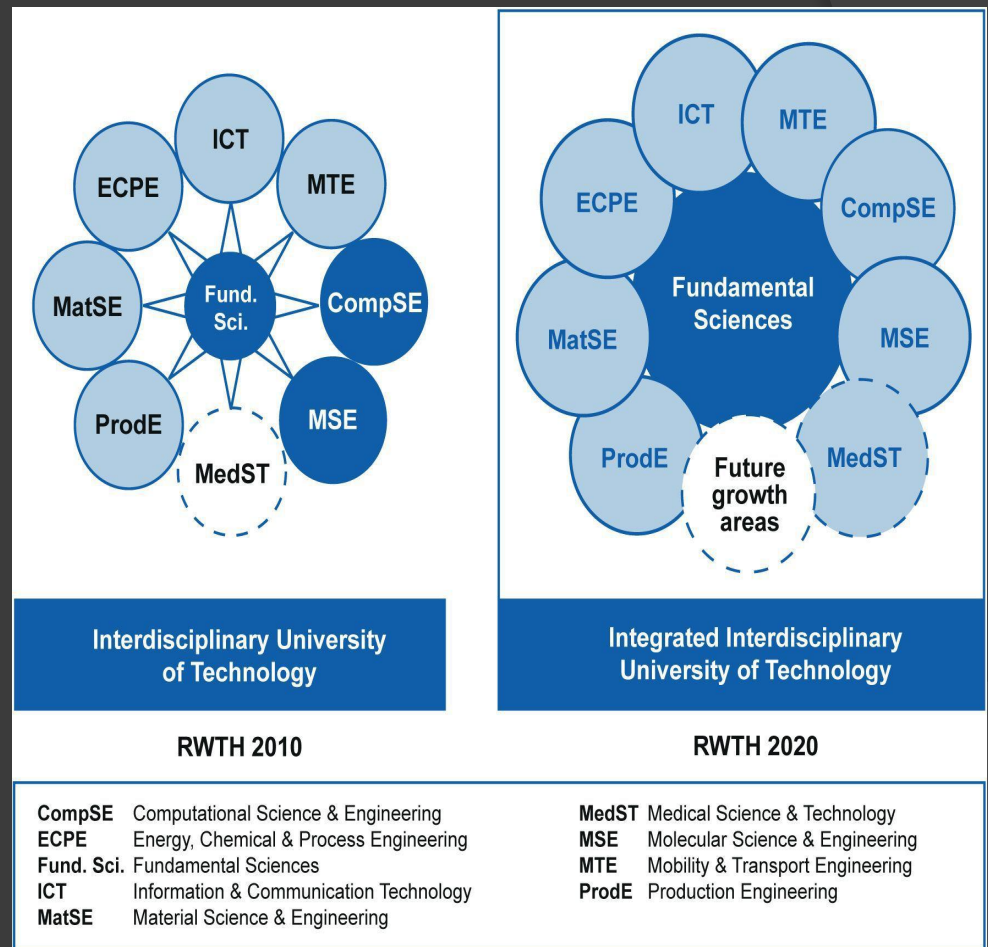 ICT
ECPE
MTE
MatSE
Fund.
Sci.
CompSE
ProdE
MSE
MedST
Interdisciplinary University
of Technology
RWTH 2010
ICT
MTE
ECPE
CompSE
Fundamental
Sciences
MatSE
MSE
ProdE
Future
growth
areas
MedST
Integrated Interdisciplinary
University of Technology
RWTH 2020
CompSE Computational Science & Engineering
ECPE Energy, Chemical & Process Engineering
Fund. Sci. Fundamental Sciences
ICT Information & Communication Technology
MatSE Material Science & Engineering
MedST Medical Science & Technology
MSE Molecular Science & Engineering
MTE Mobility & Transport Engineering
ProdE Production Engineering